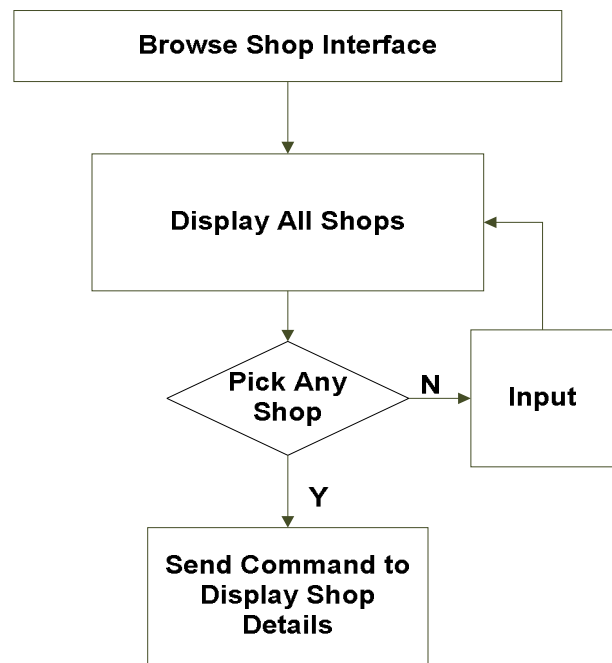 Browse Shop Interface
Display All Shops
Pick Any
Shop
N
Input
Y
Send Command to
Display Shop
Details